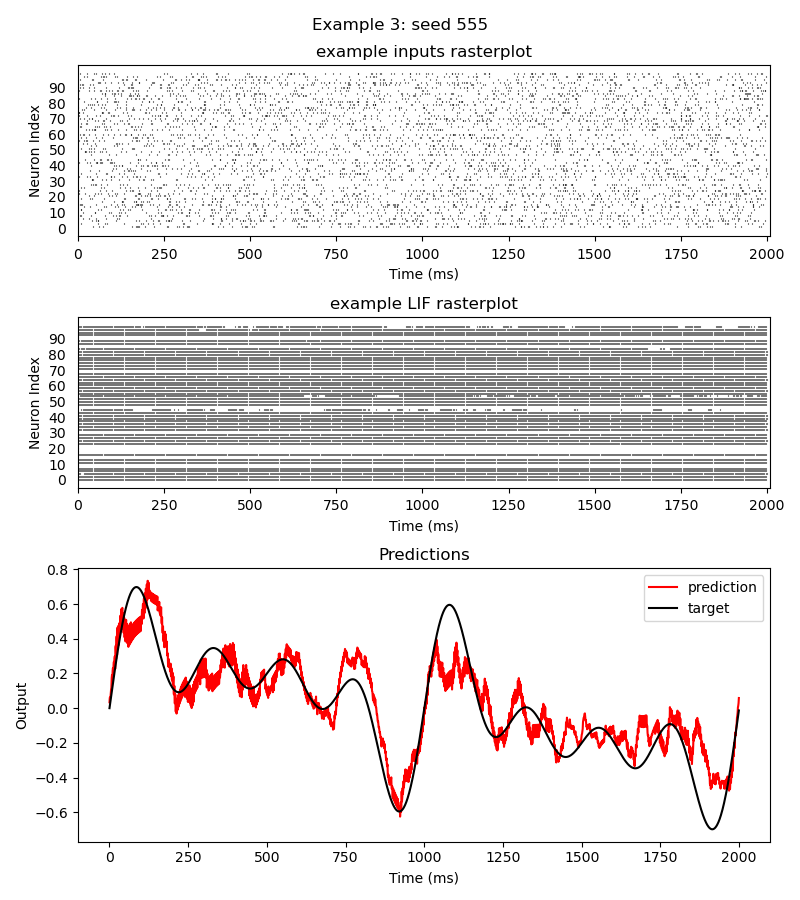 Example 3: seed 555
example inputs rasterplot
Neuron Index
90
80
70
60
50
40
30
20
10
0
0 250 500 750 1000 1250 1500 1750 2000
Time (ms)
example LIF rasterplot
Neuron Index
90
80
70
60
50
40
30
20
10
0
0 250 500 750 1000 1250 1500 1750 2000
Time (ms)
Predictions
Output
0.8
0.6
0.4
0.2
0.0
−0.2
−0.4
−0.6
prediction
target
0 250 500 750 1000 1250 1500 1750 2000
Time (ms)